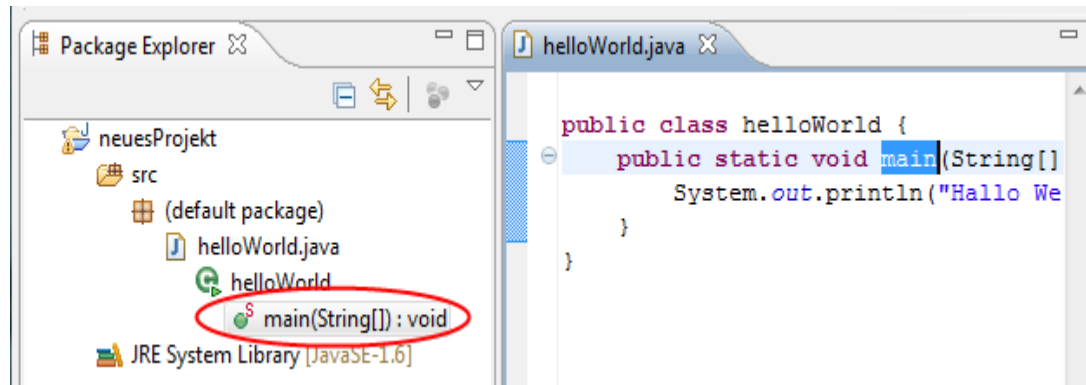 Package Explorer
neuesProjekt
src
(default package)
helloWorld.java
helloWorld
main(String[]) : void
JRE System Library [JavaSE-1.6]
helloWorld.java
public class helloWorld {
public static void main(String[]
System.out.println("Hallo We
}
}